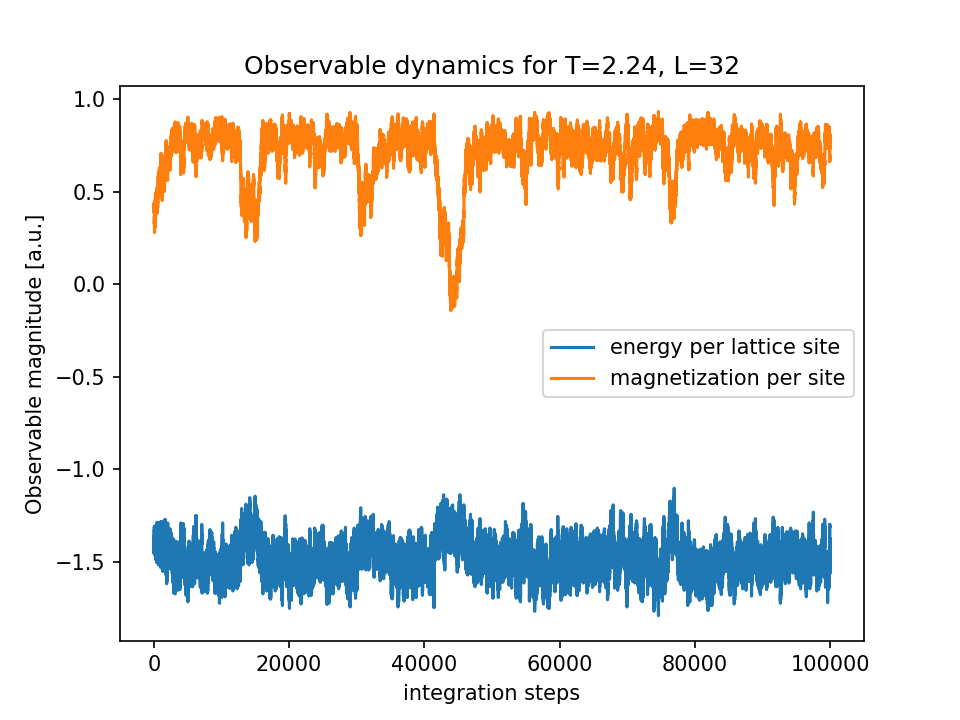 Observable dynamics for T=2.24, L=32
Observable magnitude [a.u.]
1.0
0.5
0.0
−0.5
−1.0
−1.5
energy per lattice site
magnetization per site
0 20000 40000 60000 80000 100000
integration steps